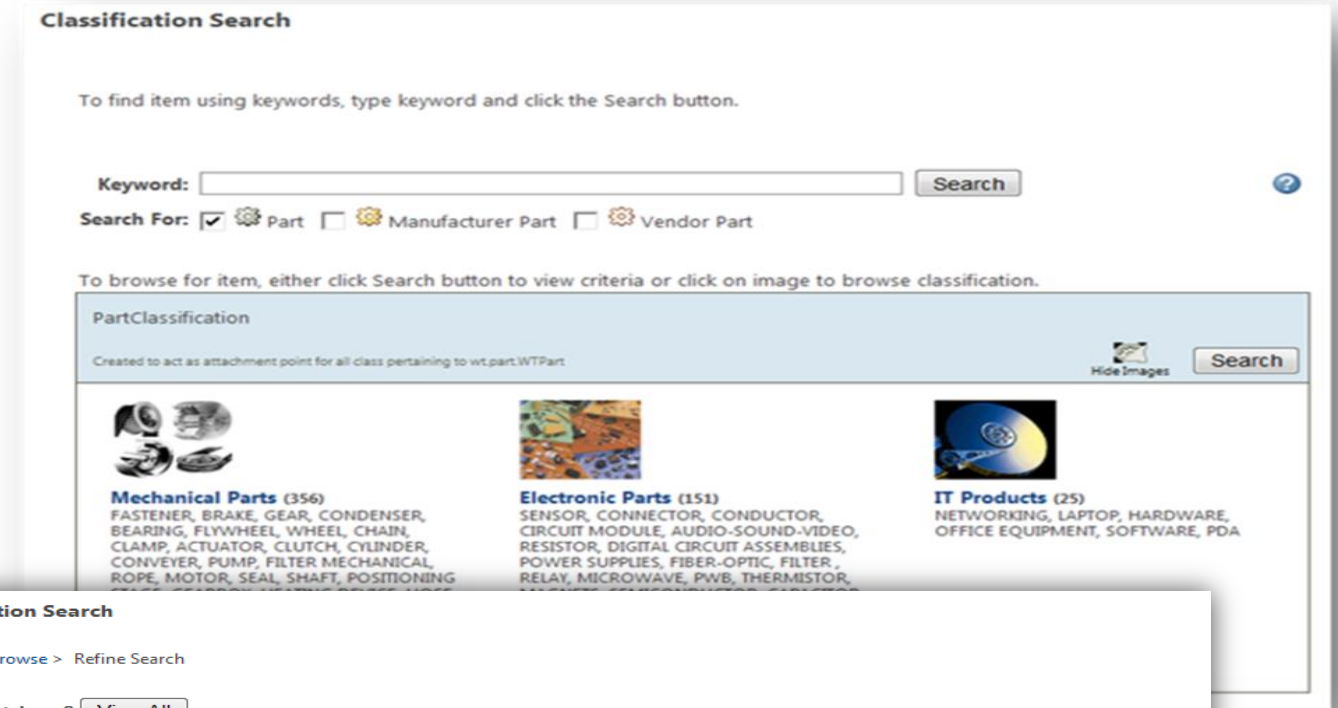 Classification Search
To find item using keywords, type keyword and click the Search button.
Keyword: Search
Search For: Part Manufacturer Part Vendor Part
To browse for item, either click Search button to view criteria or click on image to browse classification.
PartClassification
Created to act as attachment point for all class pertaining to wt.part.WTPart
Hide Images Search
Mechanical Parts (356)
FASTENER, BRAKE, GEAR, CONDENSER,
BEARING, FLYWHEEL, WHEEL, CHAIN,
CLAMP, ACTUATOR, CLUTCH, CYLINDER,
CONVEYER, PUMP, FILTER MECHANICAL,
ROPE, MOTOR, SEAL, SHAFT, POSITIONING
Electronic Parts (151)
SENSOR, CONNECTOR, CONDUCTOR,
CIRCUIT MODULE, AUDIO-SOUND-VIDEO,
RESISTOR, DIGITAL CIRCUIT ASSEMBLIES,
POWER SUPPLIES, FIBER-OPTIC, FILTER ,
RELAY, MICROWAVE, PWB, THERMISTOR,
IT Products (25)
NETWORKING, LAPTOP, HARDWARE,
OFFICE EQUIPMENT, SOFTWARE, PDA
tion Search
rowse > Refine Search